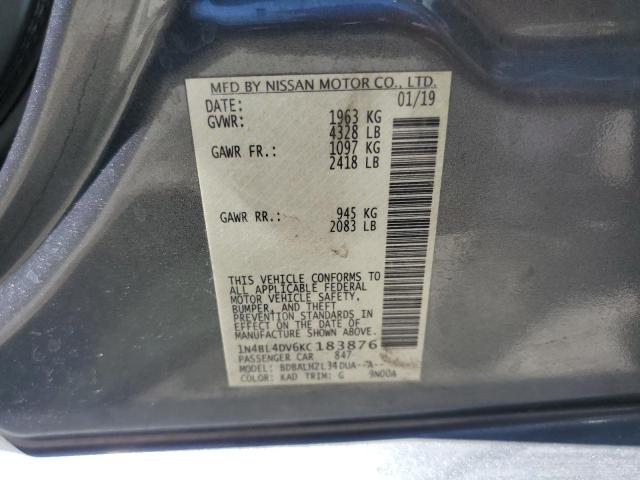 MFD BY NISSAN MOTOR CO., LTD.
DATE: 01/19
GVWR: 1963 KG
4328 LB
GAWR FR.: 1097 KG
2418 LB
GAWR RR.: 945 KG
2083 LB
THIS VEHICLE CONFORMS TO
ALL APPLICABLE FEDERAL
MOTOR VEHICLE SAFETY,
BUMPER, AND THEFT
PREVENTION STANDARDS IN
EFFECT ON THE DATE OF
MANUFACTURE SHOWN ABOVE.
1N4BL4DV6KC183876
PASSENGER CAR 847
MODEL: BDBALHZL34DUA--A--
COLOR: KAD TRIM: G 9N00A